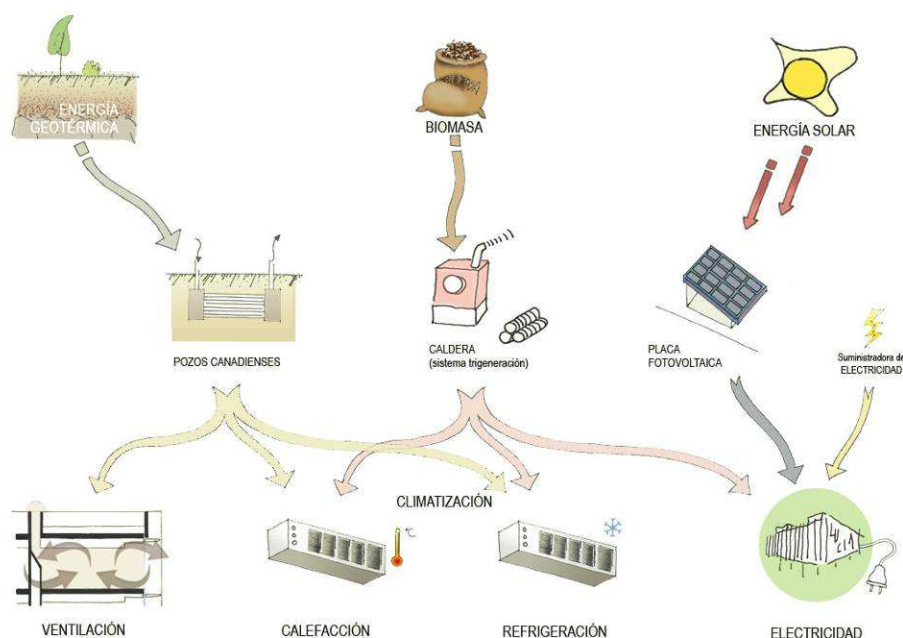 ENERGÍA
GEOTÉRMICA
BIOMASA
ENERGÍA SOLAR
POZOS CANADIENSES
CALDERA
(sistema trigeneración)
PLACA
FOTOVOLTAICA
Suministradora de
ELECTRICIDAD
CLIMATIZACIÓN
°C
VENTILACIÓN
CALEFACCIÓN
REFRIGERACIÓN
ELECTRICIDAD